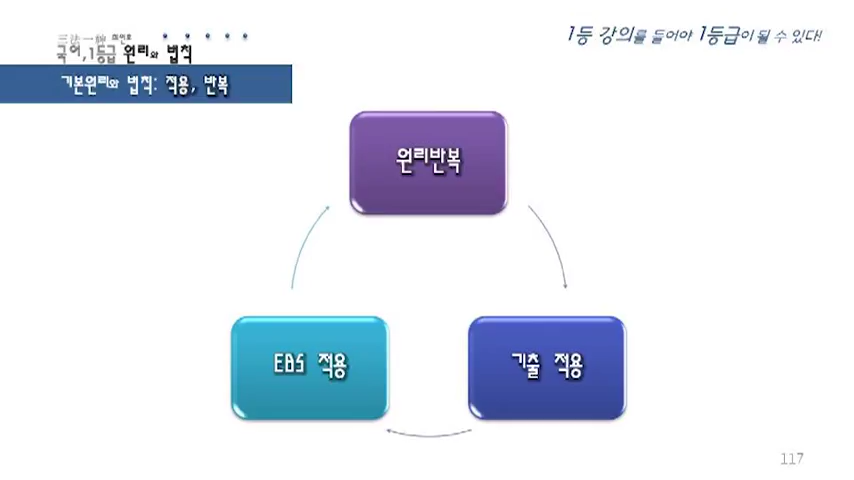 국어,1등급 원리와 법칙
1등 강의를 들어야 1등급이 될 수 있다!
기본원리와 법칙: 적용, 반복
원리반복
EBS 적용
기출 적용
117